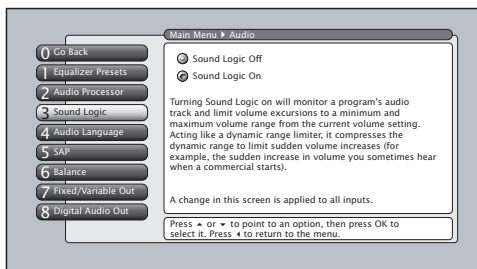 Main Menu ▸ Audio
0 Go Back
1 Equalizer Presets
2 Audio Processor
3 Sound Logic
4 Audio Language
5 SAP
6 Balance
7 Fixed/Variable Out
8 Digital Audio Out
Sound Logic Off
Sound Logic On
Turning Sound Logic on will monitor a program's audio
track and limit volume excursions to a minimum and
maximum volume range from the current volume setting.
Acting like a dynamic range limiter, it compresses the
dynamic range to limit sudden volume increases (for
example, the sudden increase in volume you sometimes hear
when a commercial starts).
A change in this screen is applied to all inputs.
Press ▴ or ▾ to point to an option, then press OK to
select it. Press ◂ to return to the menu.